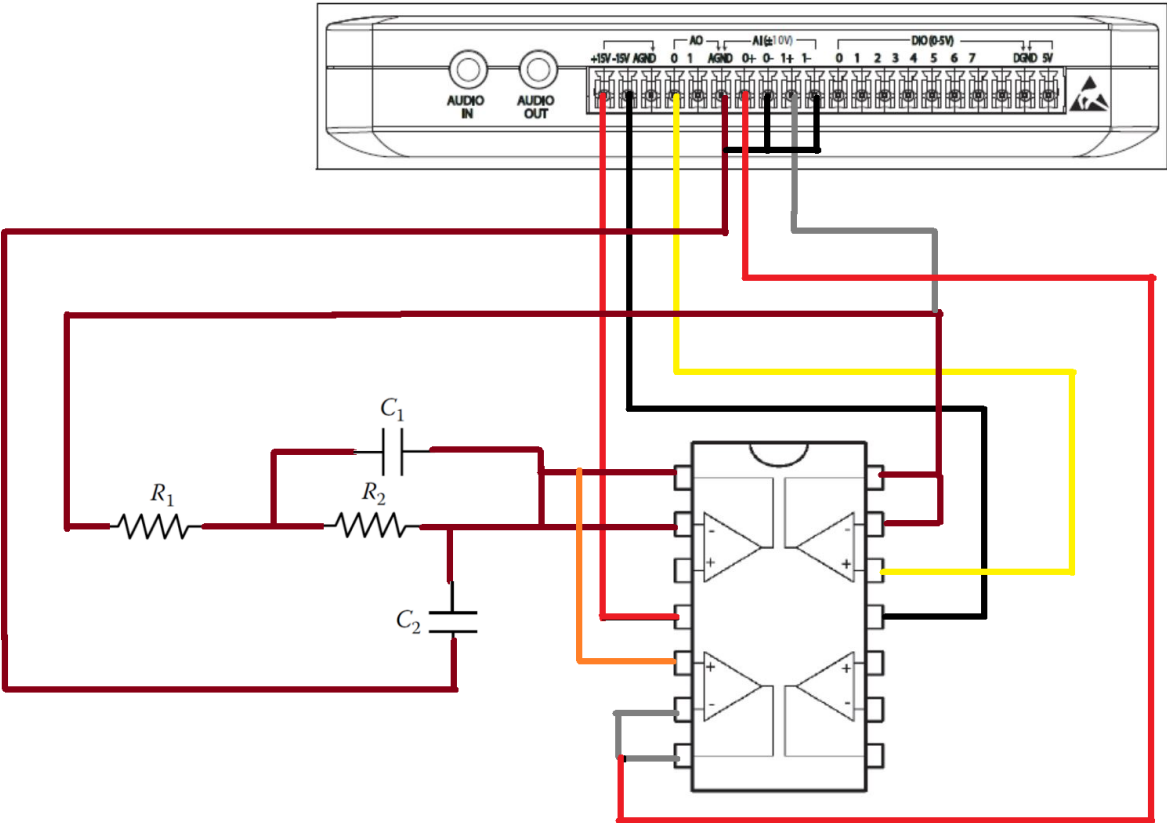 AO AI (±10V) DIO (0-5V)
+15V -15V AGND 0 1 AGND 0+ 0- 1+ 1- 0 1 2 3 4 5 6 7 DGND 5V
AUDIO IN
AUDIO OUT
C1
R1
R2
C2
- -
+ +
+ +
- -